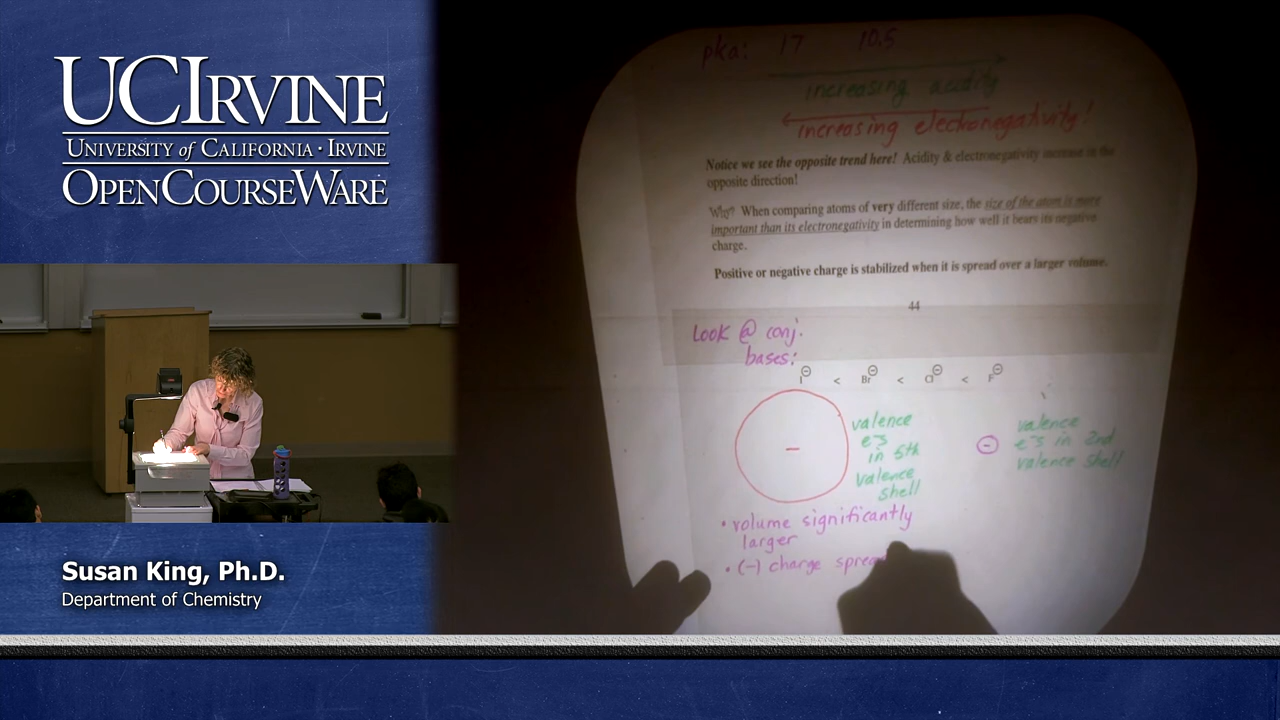 UCIRVINE
UNIVERSITY of CALIFORNIA · IRVINE
OPENCOURSEWARE
Susan King, Ph.D.
Department of Chemistry
pka: 17 10.5
increasing acidity
increasing electronegativity!
Notice we see the opposite trend here! Acidity & electronegativity increase in the
opposite direction!
Why? When comparing atoms of very different size, the size of the atom is more
important than its electronegativity in determining how well it bears its negative
charge.
Positive or negative charge is stabilized when it is spread over a larger volume.
44
Look @ conj.
bases:
I⊖ < Br⊖ < Cl⊖ < F⊖
valence
e⁻s
in 5th
valence
shell
−
⊖
valence
e⁻s in 2nd
valence shell
• volume significantly
larger
• (−) charge sprea